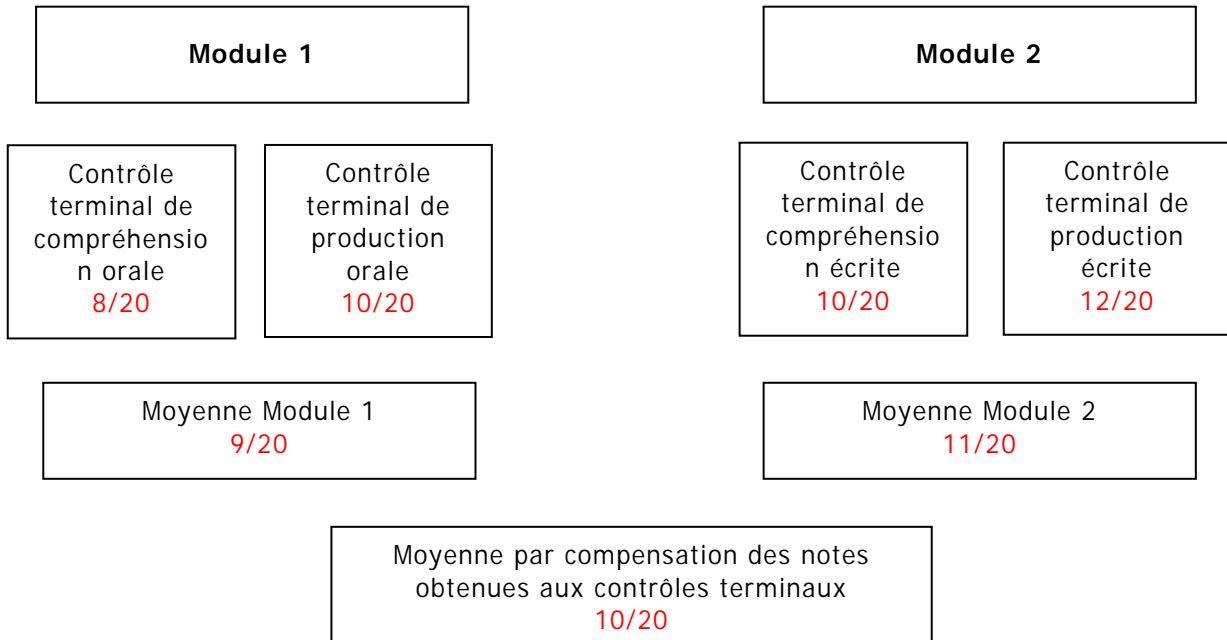 Module 1
Module 2
Contrôle
terminal de
compréhensio
n orale
8/20
Contrôle
terminal de
production
orale
10/20
Contrôle
terminal de
compréhensio
n écrite
10/20
Contrôle
terminal de
production
écrite
12/20
Moyenne Module 1
9/20
Moyenne Module 2
11/20
Moyenne par compensation des notes
obtenues aux contrôles terminaux
10/20